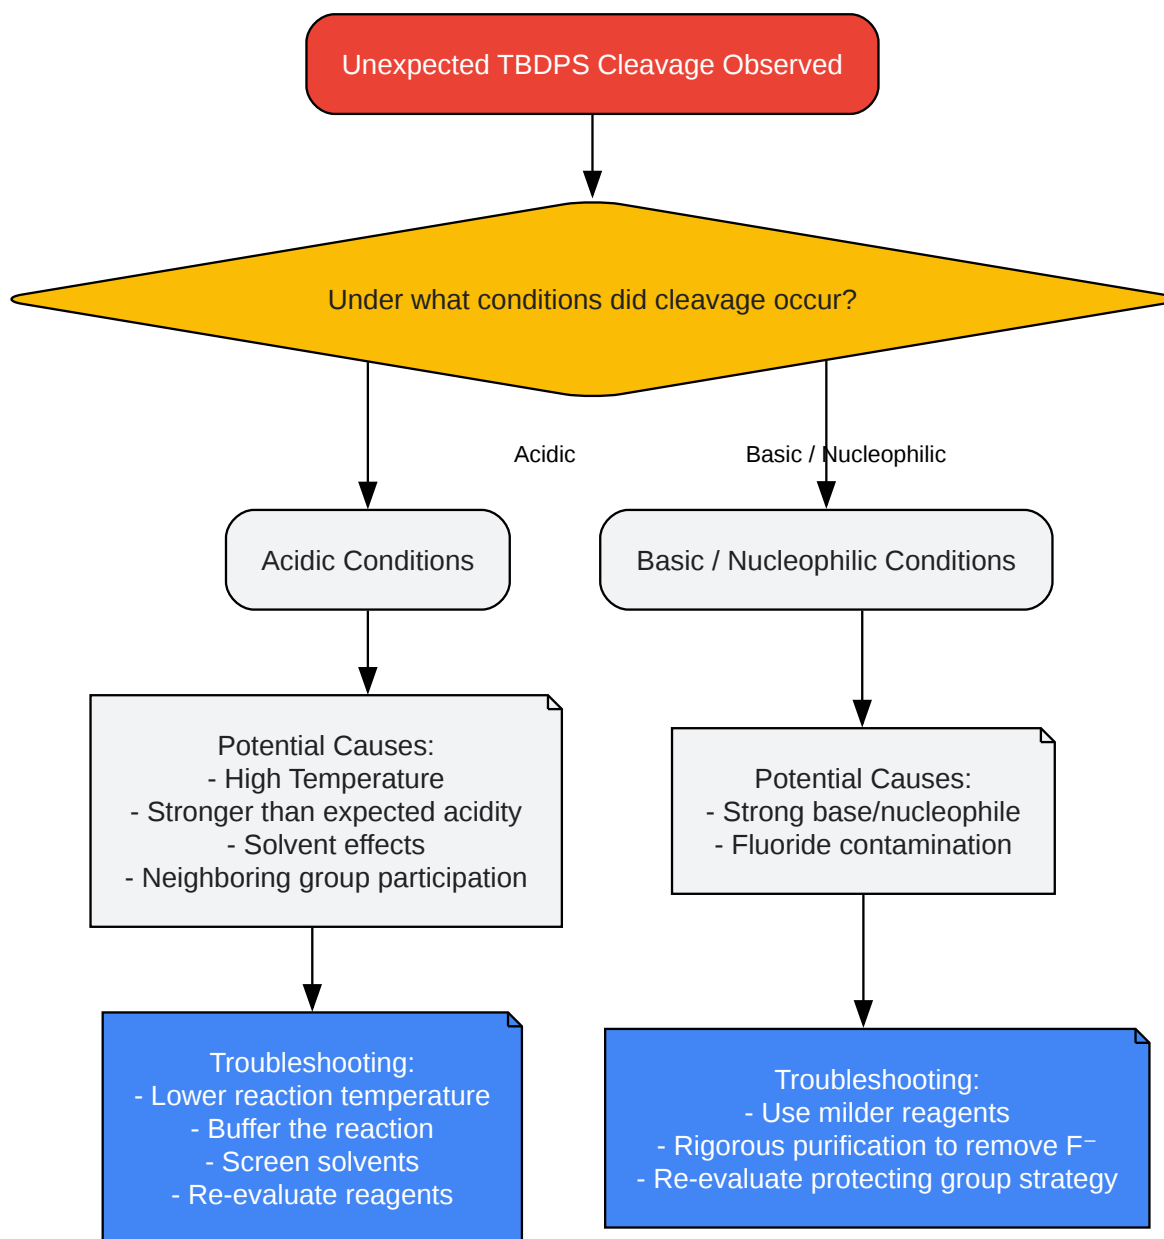 Unexpected TBDPS Cleavage Observed
Under what conditions did cleavage occur?
Acidic
Basic / Nucleophilic
Acidic Conditions
Basic / Nucleophilic Conditions
Potential Causes:
- High Temperature
- Stronger than expected acidity
- Solvent effects
- Neighboring group participation
Potential Causes:
- Strong base/nucleophile
- Fluoride contamination
Troubleshooting:
- Lower reaction temperature
- Buffer the reaction
- Screen solvents
- Re-evaluate reagents
Troubleshooting:
- Use milder reagents
- Rigorous purification to remove F⁻
- Re-evaluate protecting group strategy